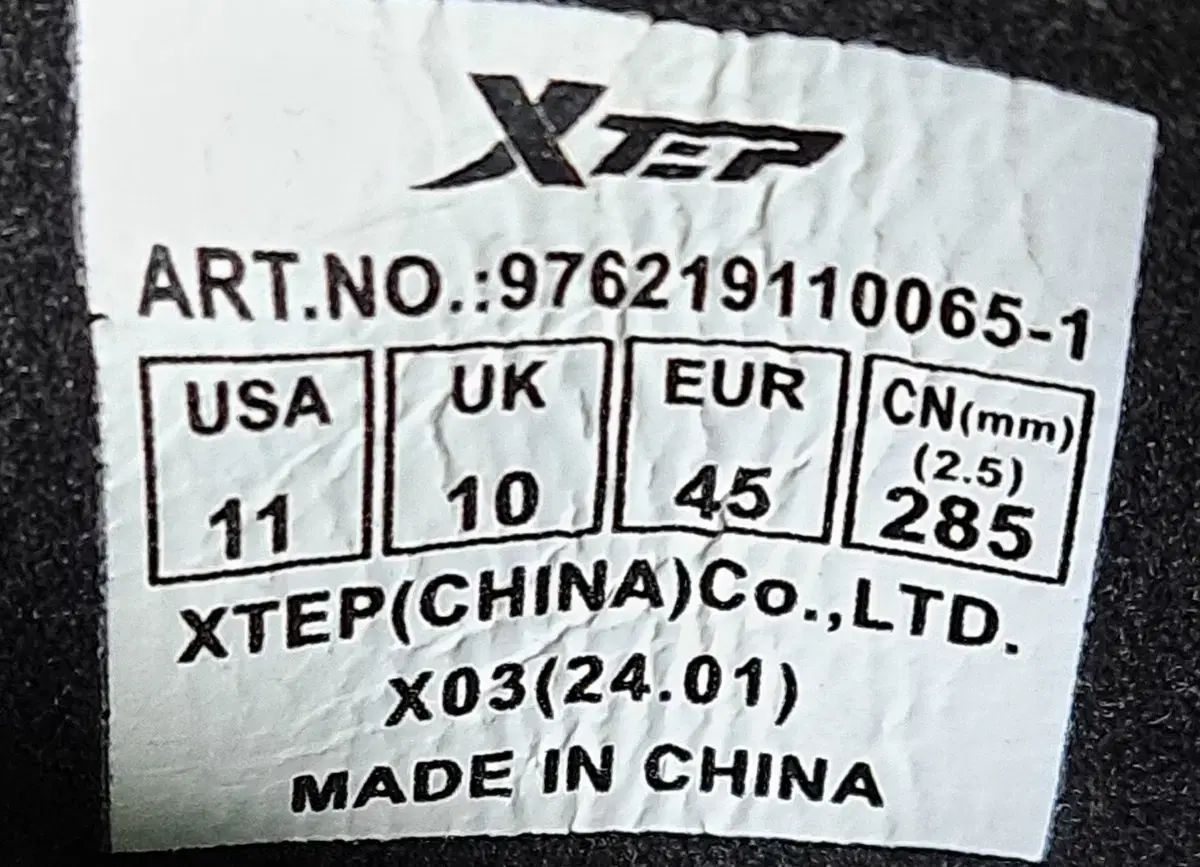 XTEP
ART.NO.:976219110065-1
USA UK EUR CN(mm)
(2.5)
11 10 45 285
XTEP(CHINA)Co.,LTD.
X03(24.01)
MADE IN CHINA